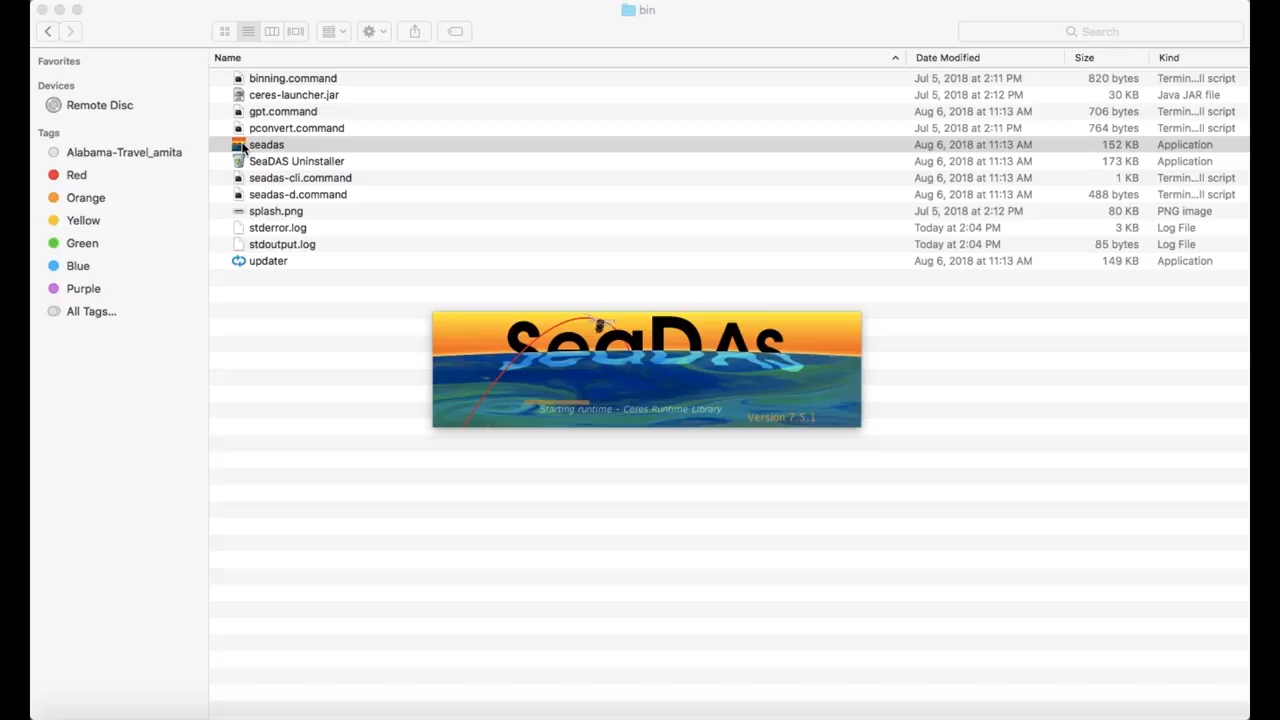 bin
Search
Favorites
Devices
Remote Disc
Tags
Alabama-Travel_amita
Red
Orange
Yellow
Green
Blue
Purple
All Tags...
Name Date Modified Size Kind
binning.command Jul 5, 2018 at 2:11 PM 820 bytes Termin...ll script
ceres-launcher.jar Jul 5, 2018 at 2:12 PM 30 KB Java JAR file
gpt.command Aug 6, 2018 at 11:13 AM 706 bytes Termin...ll script
pconvert.command Jul 5, 2018 at 2:11 PM 764 bytes Termin...ll script
seadas Aug 6, 2018 at 11:13 AM 152 KB Application
SeaDAS Uninstaller Aug 6, 2018 at 11:13 AM 173 KB Application
seadas-cli.command Aug 6, 2018 at 11:13 AM 1 KB Termin...ll script
seadas-d.command Aug 6, 2018 at 11:13 AM 488 bytes Termin...ll script
splash.png Jul 5, 2018 at 2:12 PM 80 KB PNG image
stderror.log Today at 2:04 PM 3 KB Log File
stdoutput.log Today at 2:04 PM 85 bytes Log File
updater Aug 6, 2018 at 11:13 AM 149 KB Application
SeaDAS
Starting runtime - Ceres Runtime Library
Version 7.5.1